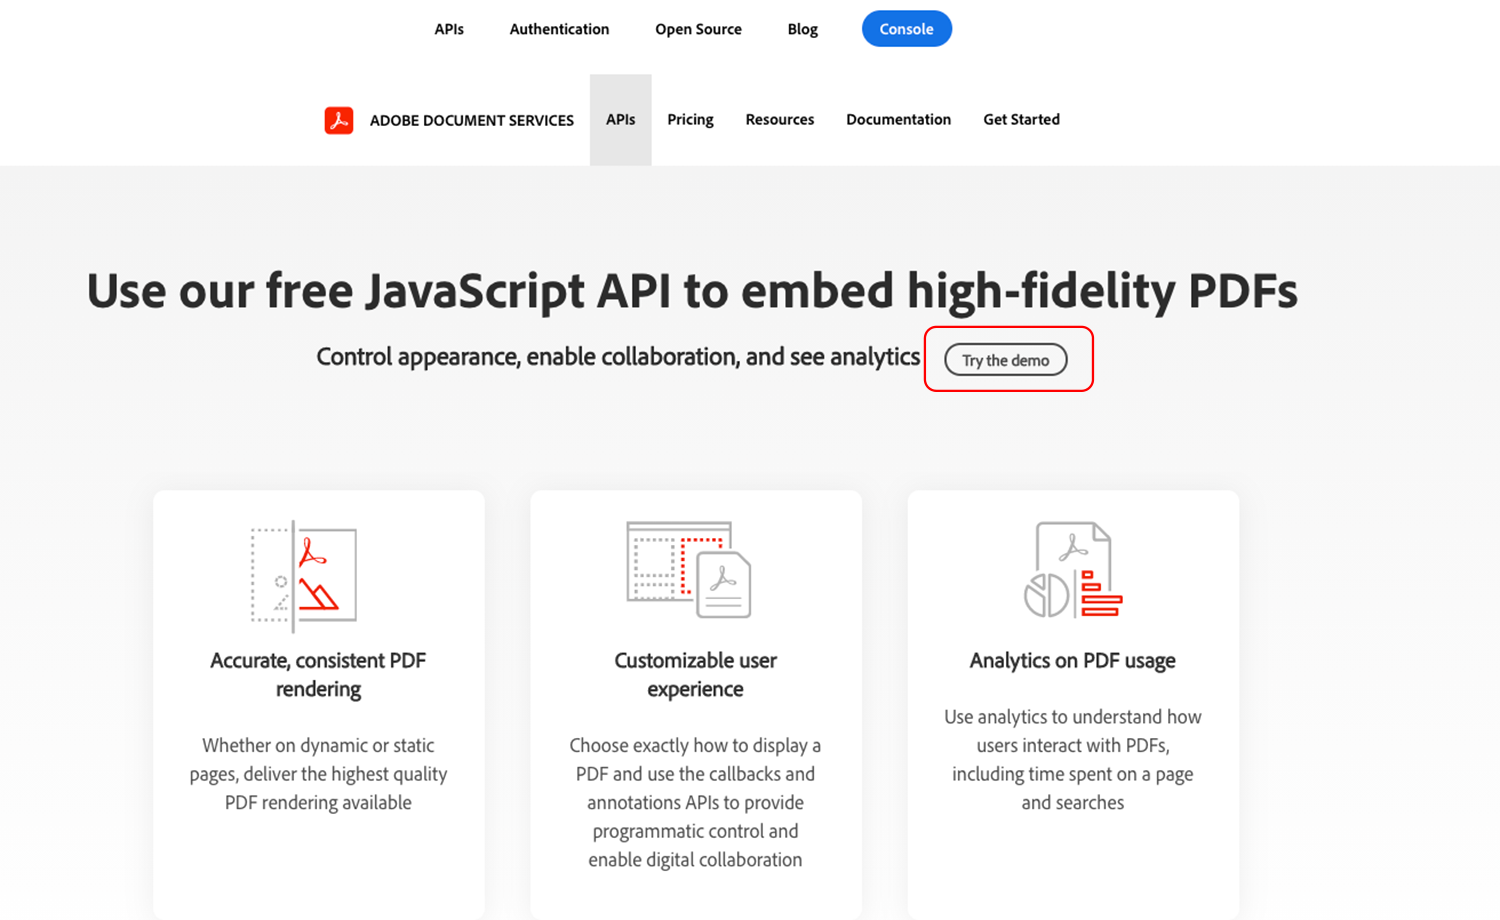 APIs Authentication Open Source Blog Console
ADOBE DOCUMENT SERVICES APIs Pricing Resources Documentation Get Started
Use our free JavaScript API to embed high-fidelity PDFs
Control appearance, enable collaboration, and see analytics Try the demo
Accurate, consistent PDF
rendering
Whether on dynamic or static
pages, deliver the highest quality
PDF rendering available
Customizable user
experience
Choose exactly how to display a
PDF and use the callbacks and
annotations APIs to provide
programmatic control and
enable digital collaboration
Analytics on PDF usage
Use analytics to understand how
users interact with PDFs,
including time spent on a page
and searches